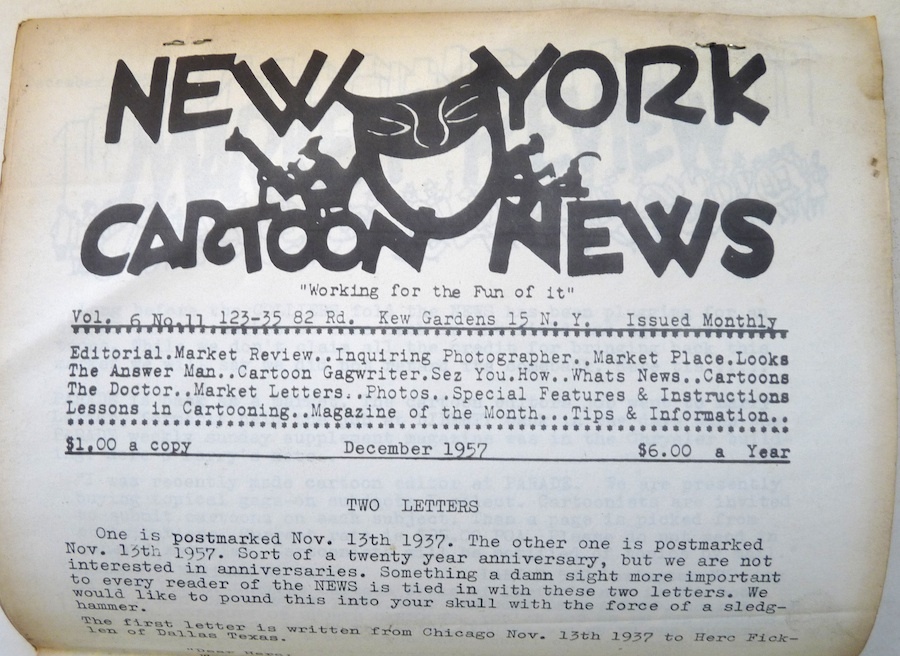 NEW YORK
CARTOON NEWS
"Working for the Fun of it"
Vol. 6 No.11 123-35 82 Rd. Kew Gardens 15 N. Y. Issued Monthly
Editorial.Market Review..Inquiring Photographer..Market Place.Looks
The Answer Man..Cartoon Gagwriter.Sez You.How..Whats News..Cartoons
The Doctor..Market Letters..Photos..Special Features & Instructions
Lessons in Cartooning..Magazine of the Month...Tips & Information..
$1.00 a copy December 1957 $6.00 a Year
TWO LETTERS
One is postmarked Nov. 13th 1937. The other one is postmarked
Nov. 13th 1957. Sort of a twenty year anniversary, but we are not
interested in anniversaries. Something a damn sight more important
to every reader of the NEWS is tied in with these two letters. We
would like to pound this into your skull with the force of a sledg-
hammer.
The first letter is written from Chicago Nov. 13th 1937 to Herc Fick-
len of Dallas Texas.